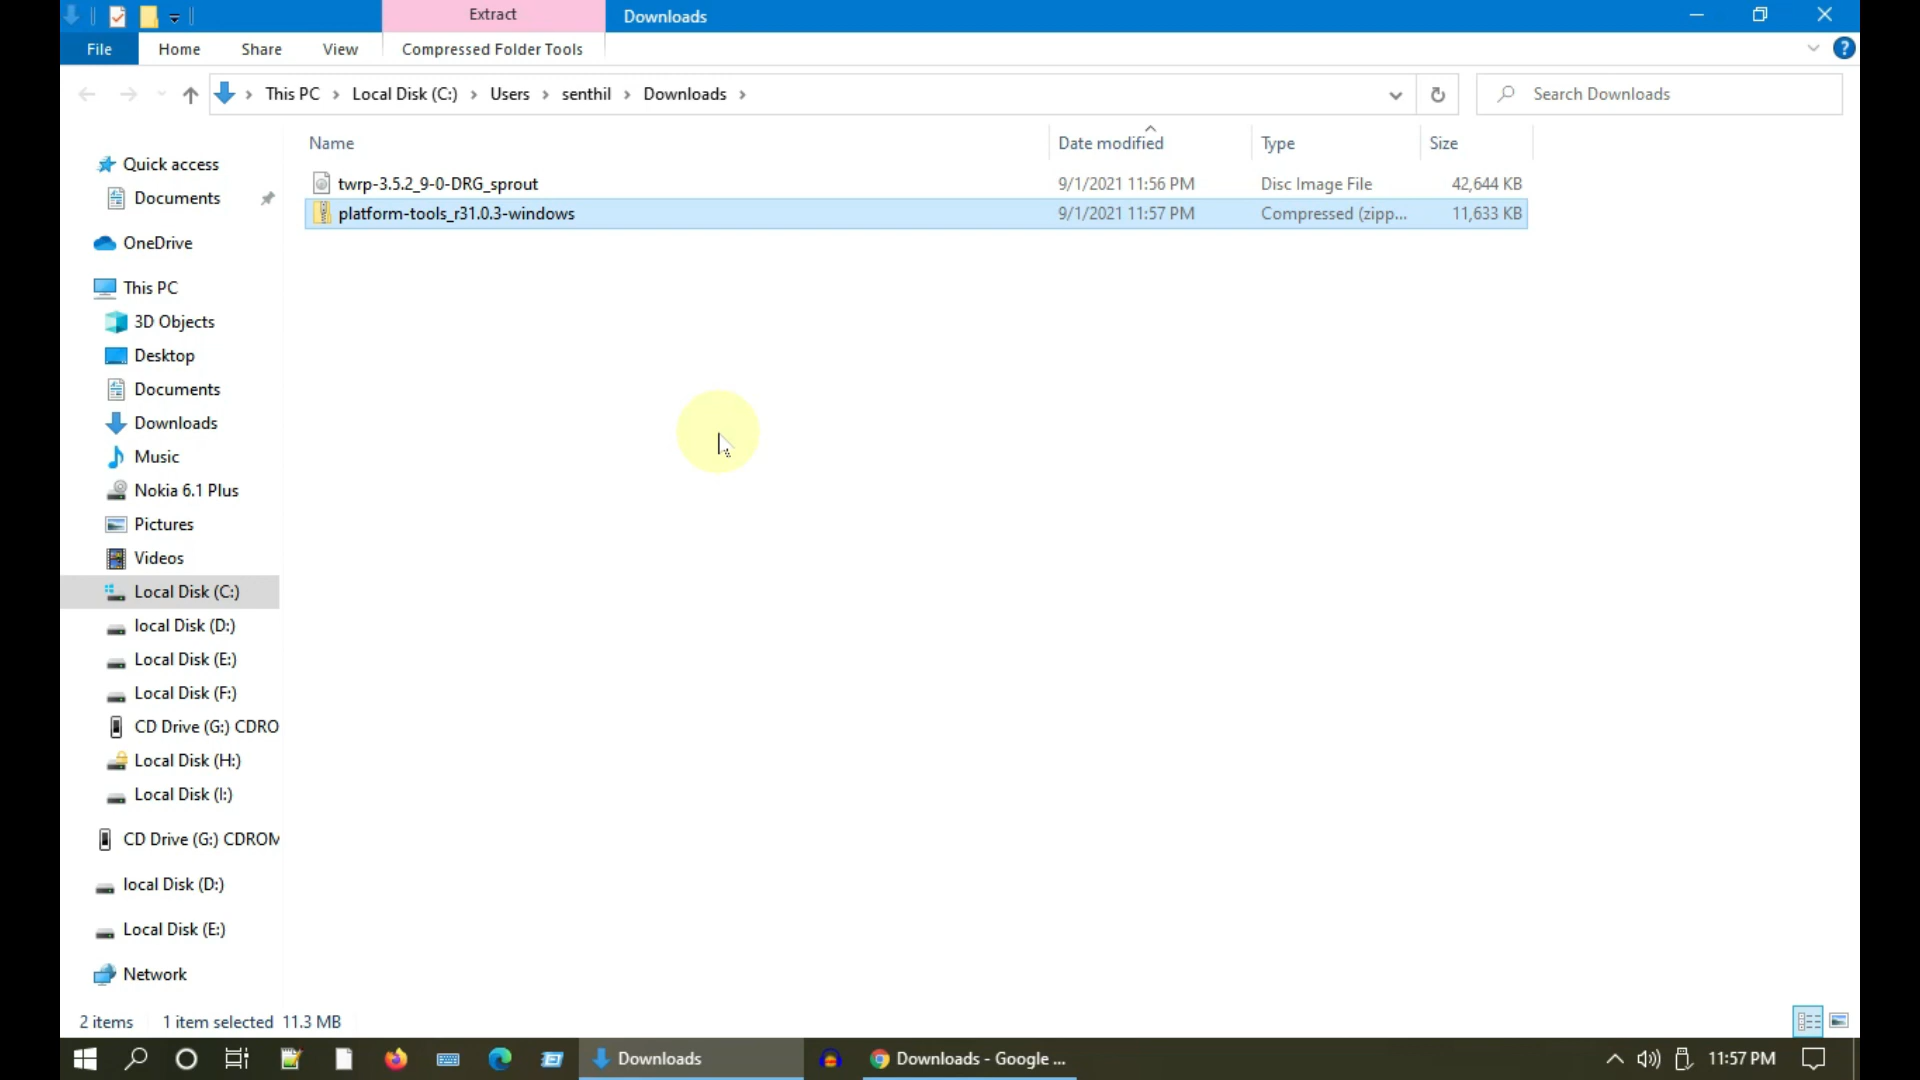 Extract
Downloads
File
Home
Share
View
Compressed Folder Tools
This PC
Local Disk (C:)
Users
senthil
Downloads
Search Downloads
Name
Date modified
Type
Size
twrp-3.5.2_9-0-DRG_sprout
9/1/2021 11:56 PM
Disc Image File
42,644 KB
platform-tools_r31.0.3-windows
9/1/2021 11:57 PM
Compressed (zipp...
11,633 KB
Quick access
Documents
OneDrive
This PC
3D Objects
Desktop
Documents
Downloads
Music
Nokia 6.1 Plus
Pictures
Videos
Local Disk (C:)
local Disk (D:)
Local Disk (E:)
Local Disk (F:)
CD Drive (G:) CDRO
Local Disk (H:)
Local Disk (I:)
CD Drive (G:) CDROM
local Disk (D:)
Local Disk (E:)
Network
2 items
1 item selected 11.3 MB
Downloads
Downloads - Google ...
11:57 PM